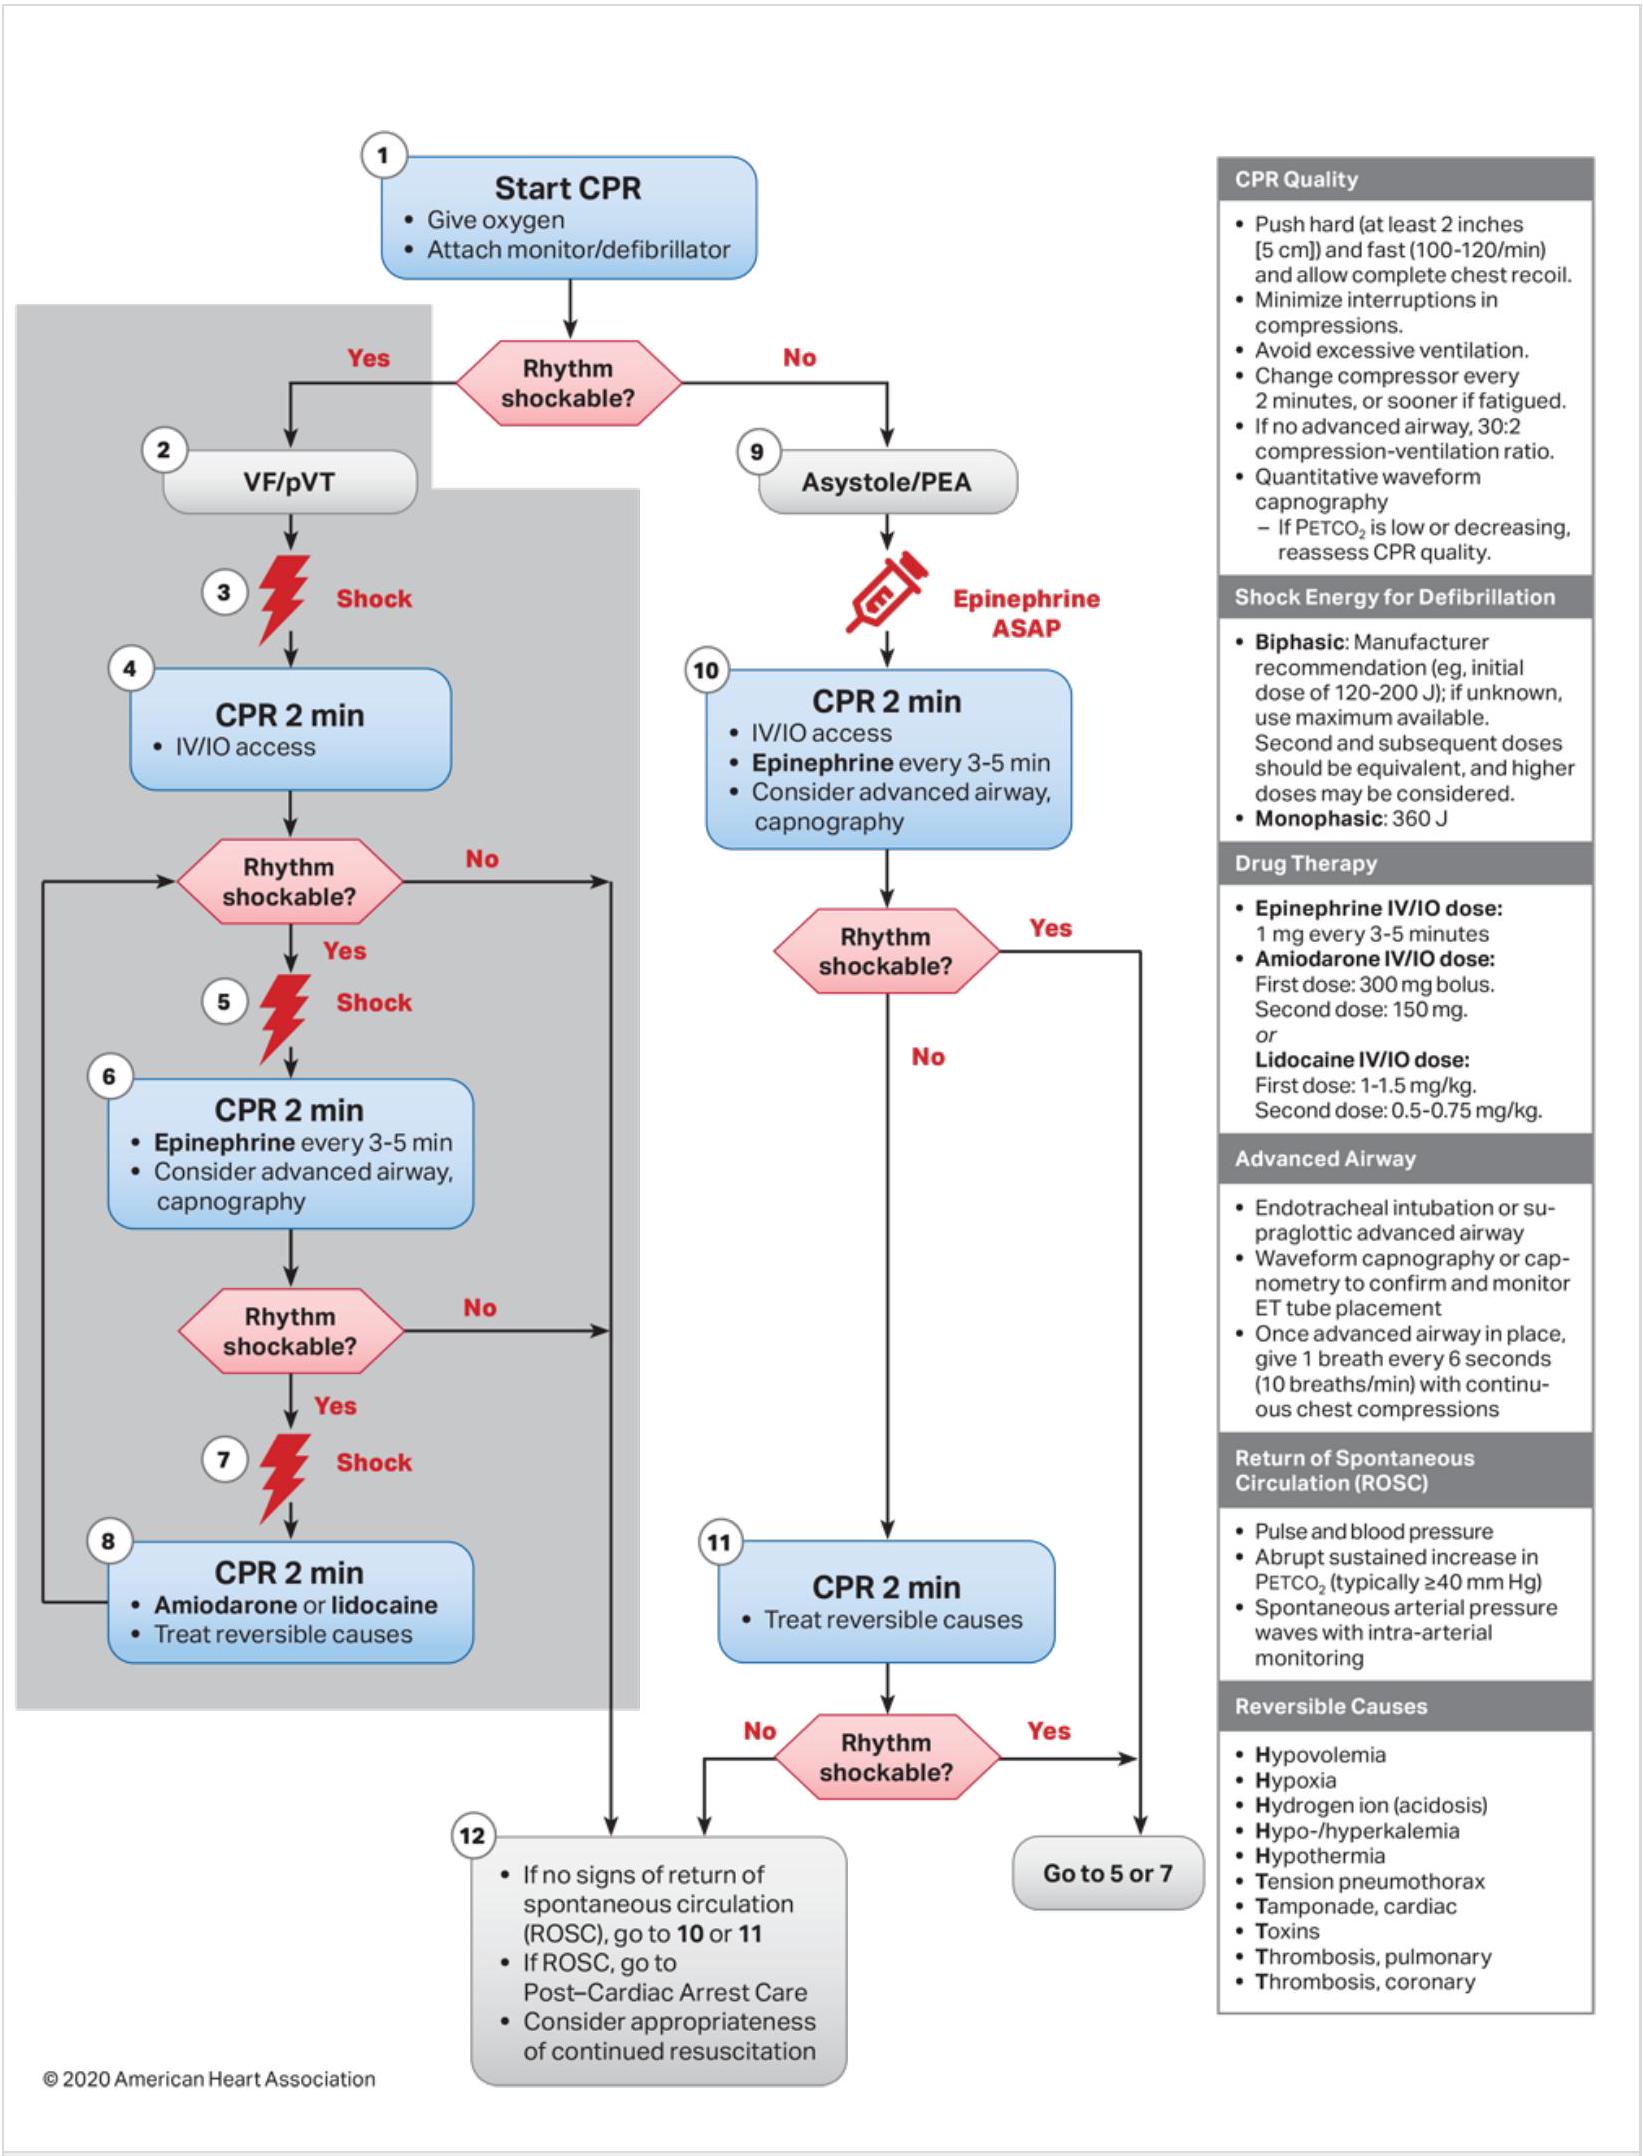 1
Start CPR
• Give oxygen
• Attach monitor/defibrillator
Rhythm
shockable?
Yes
No
2
VF/pVT
3
Shock
4
CPR 2 min
• IV/IO access
Rhythm
shockable?
No
Yes
5
Shock
6
CPR 2 min
• Epinephrine every 3-5 min
• Consider advanced airway,
capnography
Rhythm
shockable?
No
Yes
7
Shock
8
CPR 2 min
• Amiodarone or lidocaine
• Treat reversible causes
9
Asystole/PEA
Epinephrine
ASAP
10
CPR 2 min
• IV/IO access
• Epinephrine every 3-5 min
• Consider advanced airway,
capnography
Rhythm
shockable?
Yes
No
11
CPR 2 min
• Treat reversible causes
Rhythm
shockable?
No
Yes
12
• If no signs of return of
spontaneous circulation
(ROSC), go to 10 or 11
• If ROSC, go to
Post–Cardiac Arrest Care
• Consider appropriateness
of continued resuscitation
Go to 5 or 7
CPR Quality
• Push hard (at least 2 inches
[5 cm]) and fast (100-120/min)
and allow complete chest recoil.
• Minimize interruptions in
compressions.
• Avoid excessive ventilation.
• Change compressor every
2 minutes, or sooner if fatigued.
• If no advanced airway, 30:2
compression-ventilation ratio.
• Quantitative waveform
capnography
– If PETCO₂ is low or decreasing,
reassess CPR quality.
Shock Energy for Defibrillation
• Biphasic: Manufacturer
recommendation (eg, initial
dose of 120-200 J); if unknown,
use maximum available.
Second and subsequent doses
should be equivalent, and higher
doses may be considered.
• Monophasic: 360 J
Drug Therapy
• Epinephrine IV/IO dose:
1 mg every 3-5 minutes
• Amiodarone IV/IO dose:
First dose: 300 mg bolus.
Second dose: 150 mg.
or
Lidocaine IV/IO dose:
First dose: 1-1.5 mg/kg.
Second dose: 0.5-0.75 mg/kg.
Advanced Airway
• Endotracheal intubation or su-
praglottic advanced airway
• Waveform capnography or cap-
nometry to confirm and monitor
ET tube placement
• Once advanced airway in place,
give 1 breath every 6 seconds
(10 breaths/min) with continu-
ous chest compressions
Return of Spontaneous
Circulation (ROSC)
• Pulse and blood pressure
• Abrupt sustained increase in
PETCO₂ (typically ≥40 mm Hg)
• Spontaneous arterial pressure
waves with intra-arterial
monitoring
Reversible Causes
• Hypovolemia
• Hypoxia
• Hydrogen ion (acidosis)
• Hypo-/hyperkalemia
• Hypothermia
• Tension pneumothorax
• Tamponade, cardiac
• Toxins
• Thrombosis, pulmonary
• Thrombosis, coronary
© 2020 American Heart Association